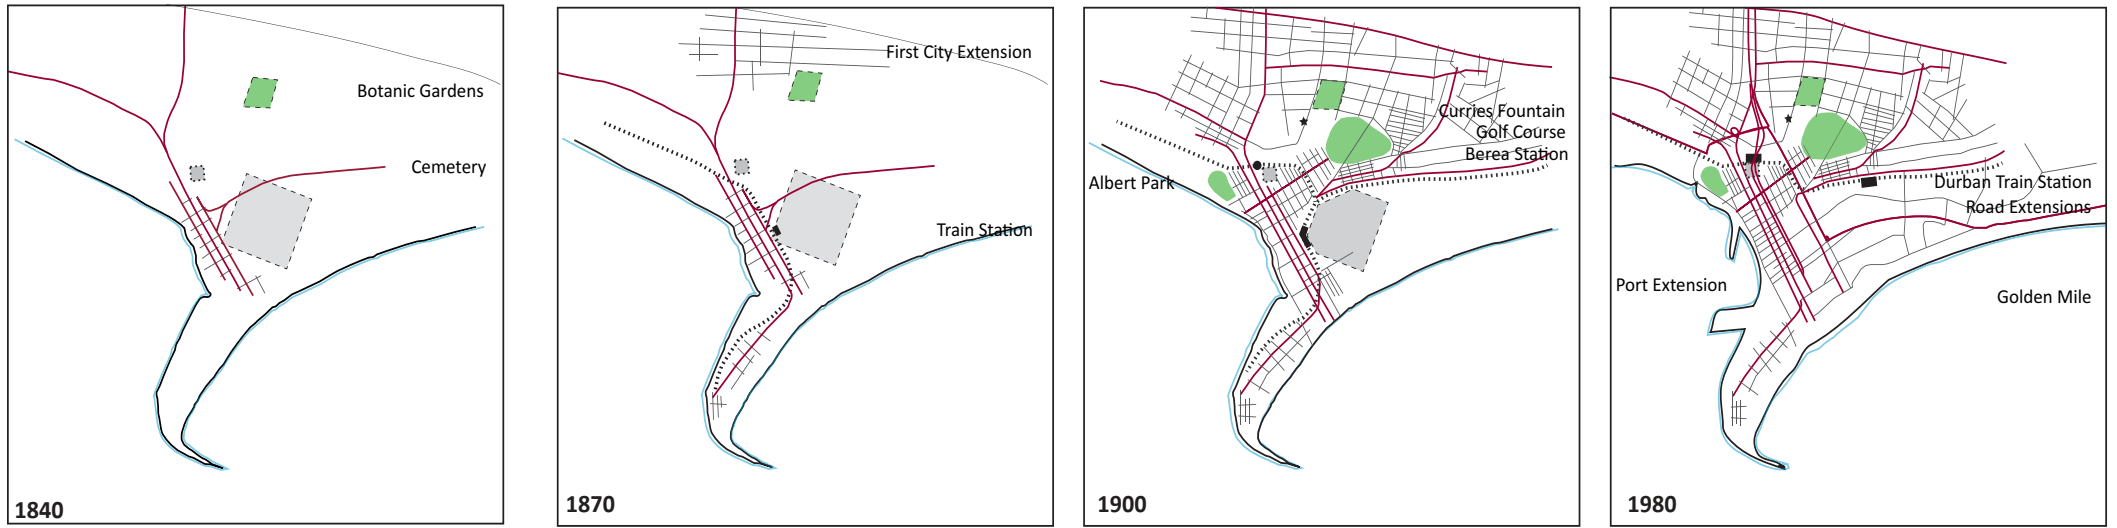 Botanic Gardens
Cemetery
1840
First City Extension
Train Station
1870
Curries Fountain
Golf Course
Berea Station
Albert Park
1900
Durban Train Station
Road Extensions
Port Extension
Golden Mile
1980